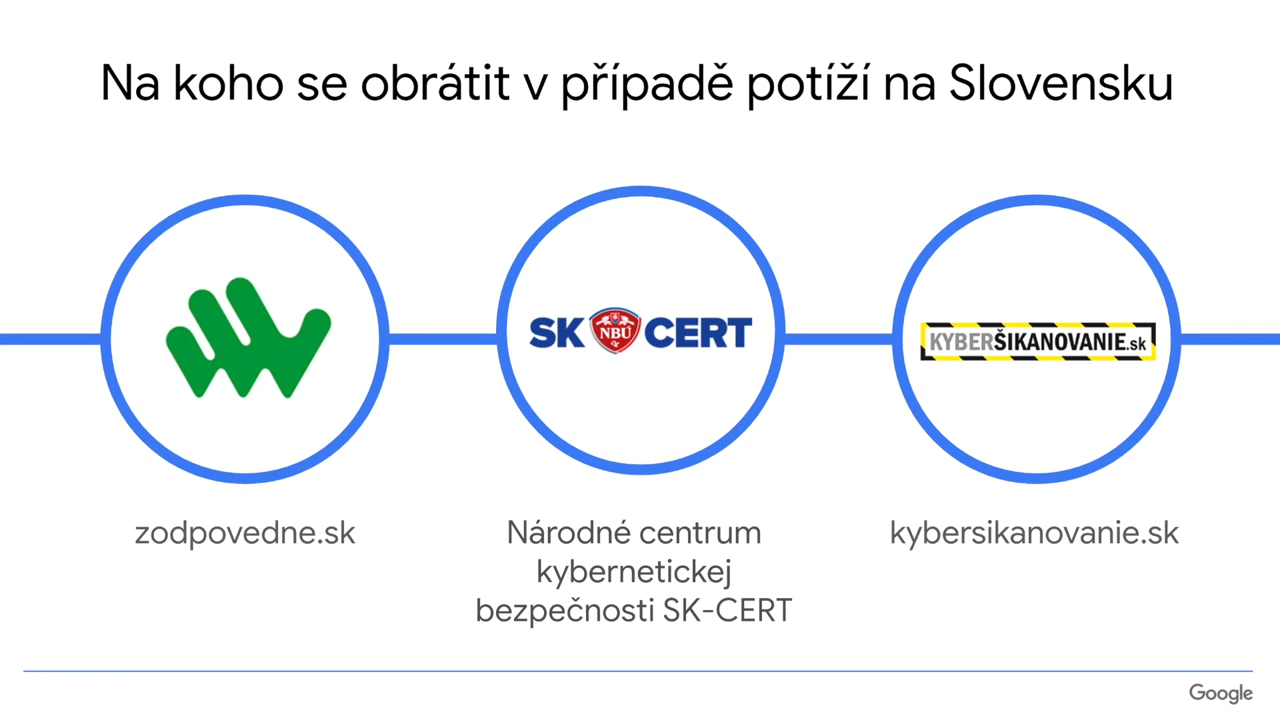 Na koho se obrátit v případě potíží na Slovensku
SK NBÚ CERT
KYBERŠIKANOVANIE.sk
zodpovedne.sk
Národné centrum
kybernetickej
bezpečnosti SK-CERT
kybersikanovanie.sk
Google